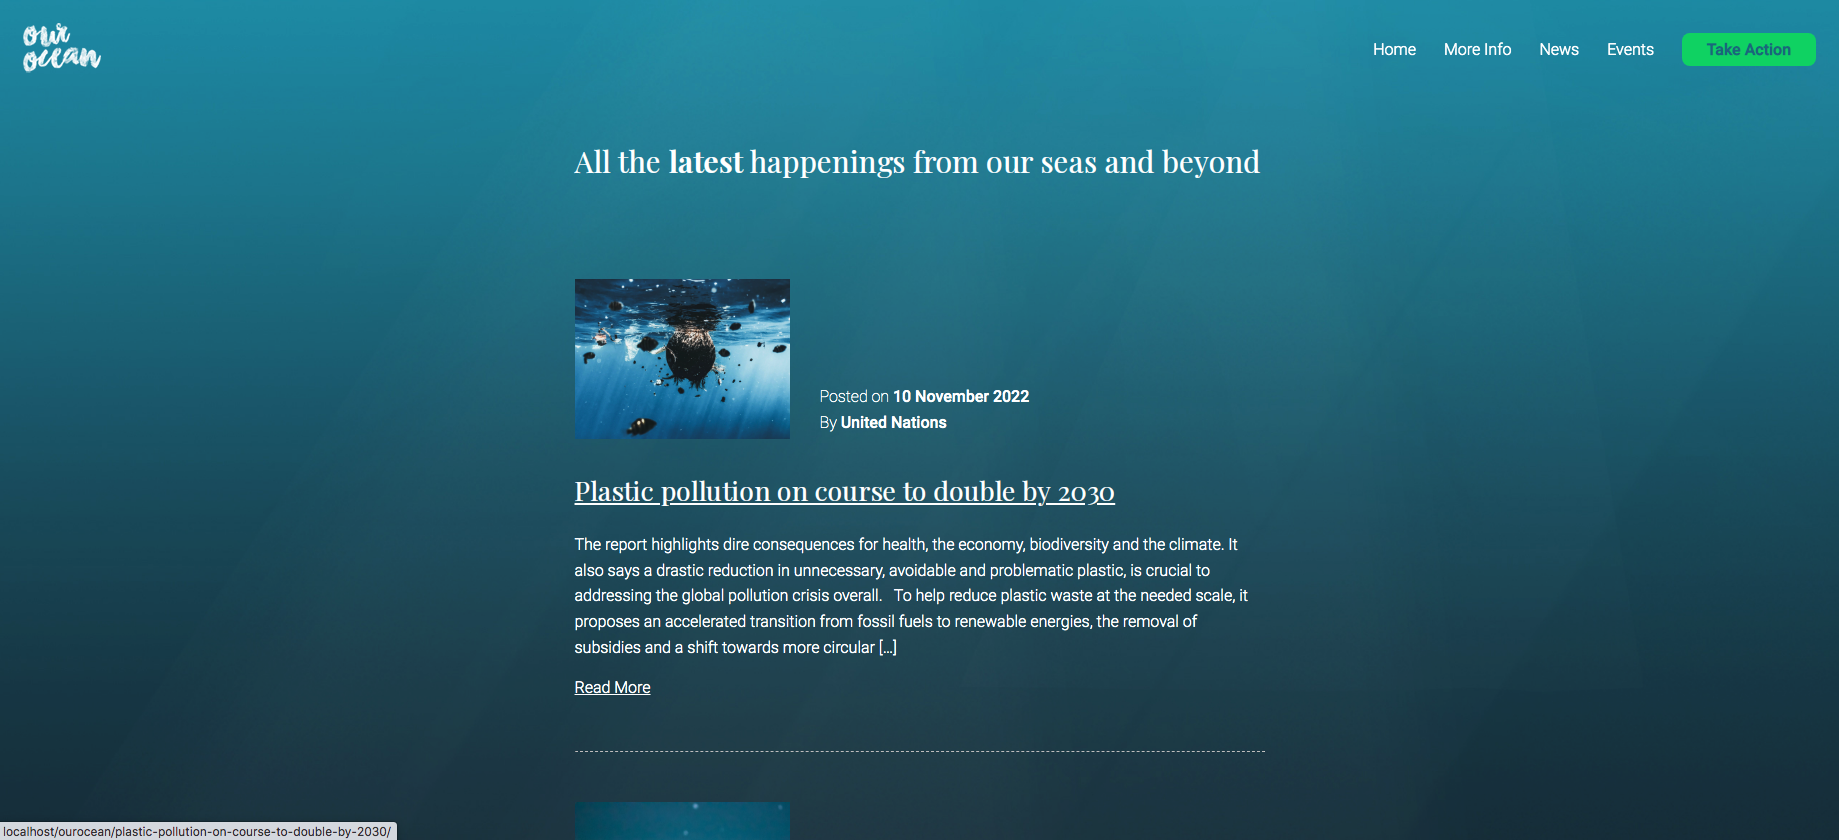 our
ocean
Home
More Info
News
Events
Take Action
All the latest happenings from our seas and beyond
Posted on 10 November 2022
By United Nations
Plastic pollution on course to double by 2030
The report highlights dire consequences for health, the economy, biodiversity and the climate. It
also says a drastic reduction in unnecessary, avoidable and problematic plastic, is crucial to
addressing the global pollution crisis overall.   To help reduce plastic waste at the needed scale, it
proposes an accelerated transition from fossil fuels to renewable energies, the removal of
subsidies and a shift towards more circular [...]
Read More
localhost/ourocean/plastic-pollution-on-course-to-double-by-2030/